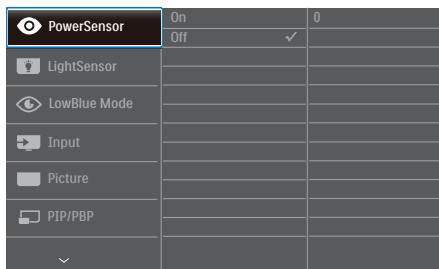 PowerSensor
On
0
Off
LightSensor
LowBlue Mode
Input
Picture
PIP/PBP